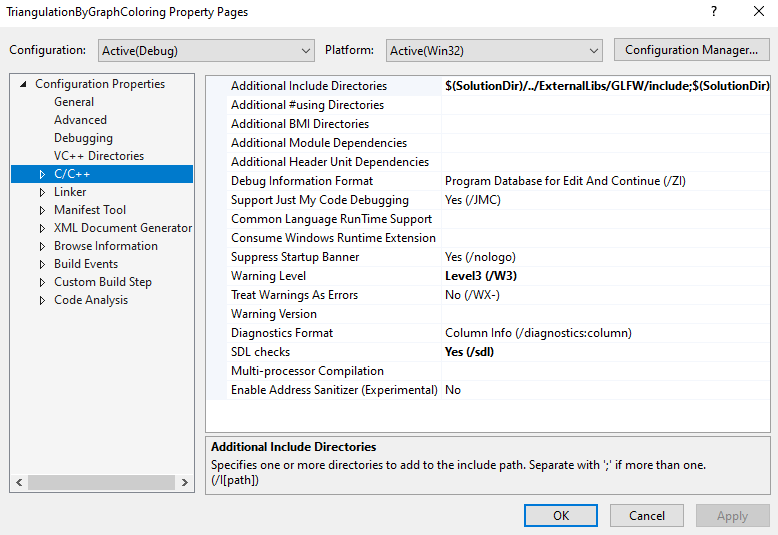 TriangulationByGraphColoring Property Pages ? ×
Configuration: Active(Debug) Platform: Active(Win32) Configuration Manager...
Configuration Properties
General
Advanced
Debugging
VC++ Directories
C/C++
Linker
Manifest Tool
XML Document Generator
Browse Information
Build Events
Custom Build Step
Code Analysis
Additional Include Directories $(SolutionDir)/../ExternalLibs/GLFW/include;$(SolutionDir)
Additional #using Directories
Additional BMI Directories
Additional Module Dependencies
Additional Header Unit Dependencies
Debug Information Format Program Database for Edit And Continue (/ZI)
Support Just My Code Debugging Yes (/JMC)
Common Language RunTime Support
Consume Windows Runtime Extension
Suppress Startup Banner Yes (/nologo)
Warning Level Level3 (/W3)
Treat Warnings As Errors No (/WX-)
Warning Version
Diagnostics Format Column Info (/diagnostics:column)
SDL checks Yes (/sdl)
Multi-processor Compilation
Enable Address Sanitizer (Experimental) No
Additional Include Directories
Specifies one or more directories to add to the include path. Separate with ';' if more than one.
(/I[path])
OK Cancel Apply